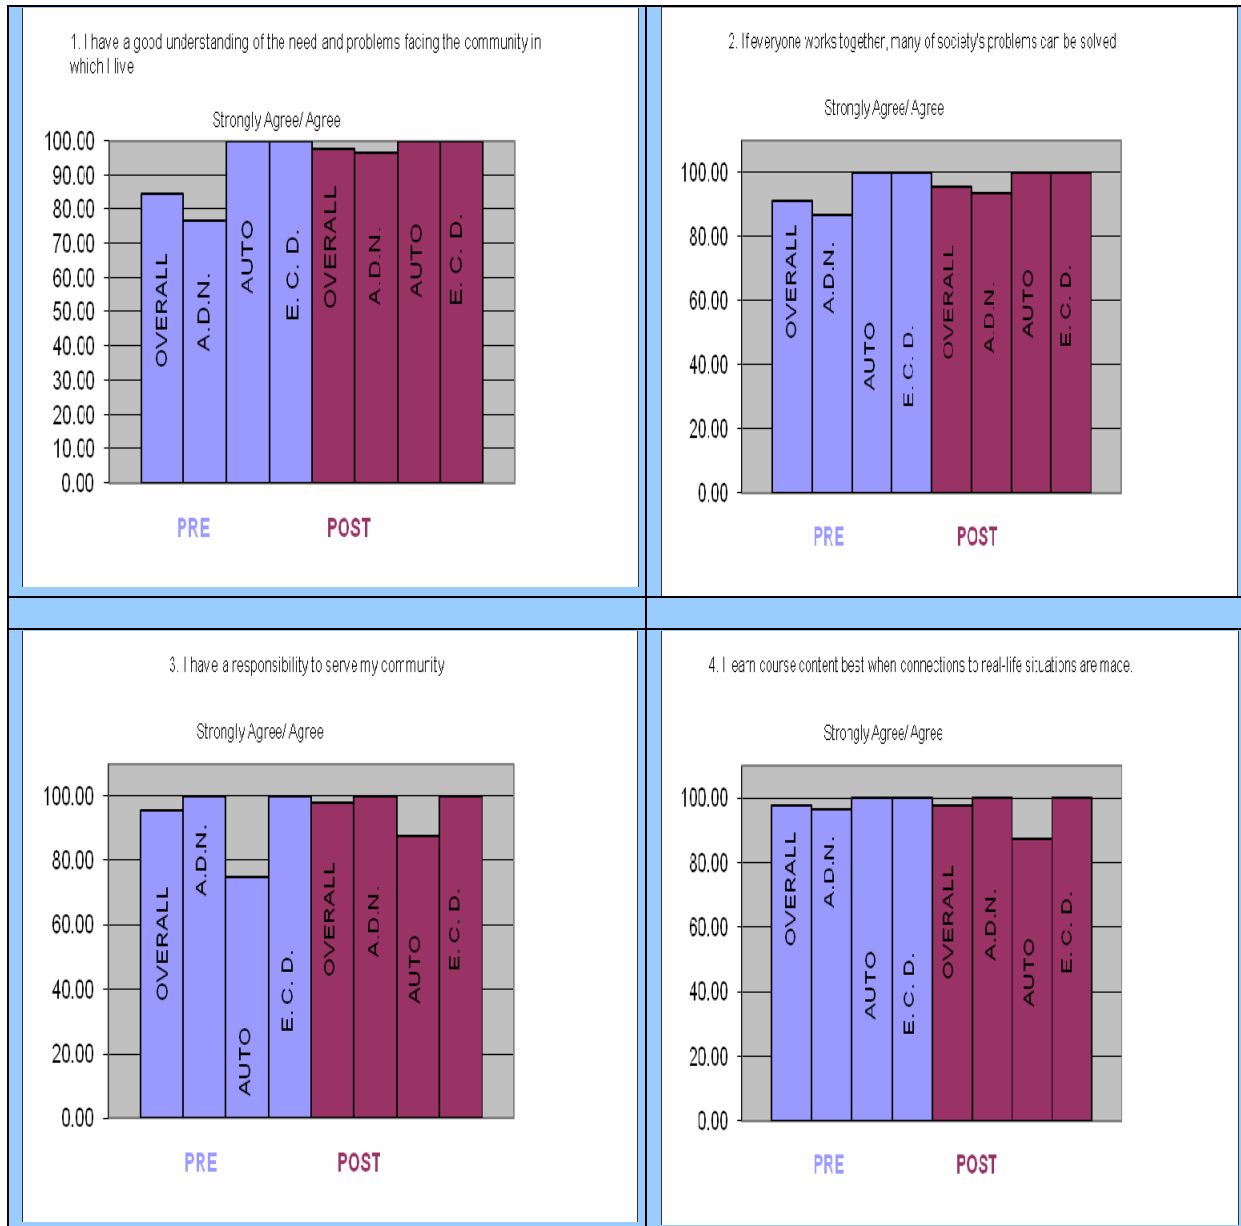 1. I have a good understanding of the need and problems facing the community in
which I live
Strongly Agree/ Agree
100.00
90.00
80.00
70.00
60.00
50.00
40.00
30.00
20.00
10.00
0.00
OVERALL
A.D.N.
AUTO
E. C. D.
OVERALL
A.D.N.
AUTO
E. C. D.
PRE
POST
2. If everyone works together, many of society's problems can be solved
Strongly Agree/ Agree
100.00
80.00
60.00
40.00
20.00
0.00
OVERALL
A.D.N.
AUTO
E. C. D.
OVERALL
A.D.N.
AUTO
E. C. D.
PRE
POST
3. I have a responsibility to serve my community
Strongly Agree/ Agree
100.00
80.00
60.00
40.00
20.00
0.00
OVERALL
A.D.N.
AUTO
E. C. D.
OVERALL
A.D.N.
AUTO
E. C. D.
PRE
POST
4. I earn course content best when connections to real-life situations are mace.
Strongly Agree/ Agree
100.00
80.00
60.00
40.00
20.00
0.00
OVERALL
A.D.N.
AUTO
E. C. D.
OVERALL
A.D.N.
AUTO
E. C. D.
PRE
POST